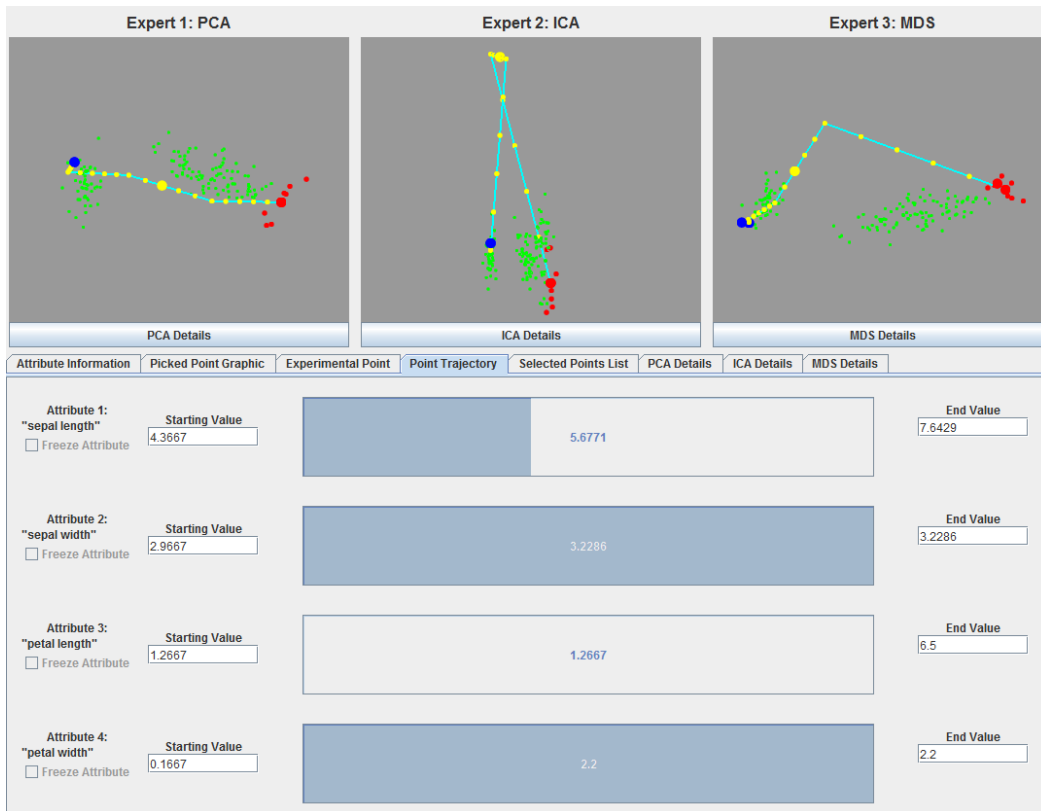 Expert 1: PCA
Expert 2: ICA
Expert 3: MDS
PCA Details
ICA Details
MDS Details
Attribute Information
Picked Point Graphic
Experimental Point
Point Trajectory
Selected Points List
PCA Details
ICA Details
MDS Details
Attribute 1:
"sepal length"
Freeze Attribute
Starting Value
4.3667
5.6771
End Value
7.6429
Attribute 2:
"sepal width"
Freeze Attribute
Starting Value
2.9667
3.2286
End Value
3.2286
Attribute 3:
"petal length"
Freeze Attribute
Starting Value
1.2667
1.2667
End Value
6.5
Attribute 4:
"petal width"
Freeze Attribute
Starting Value
0.1667
2.2
End Value
2.2